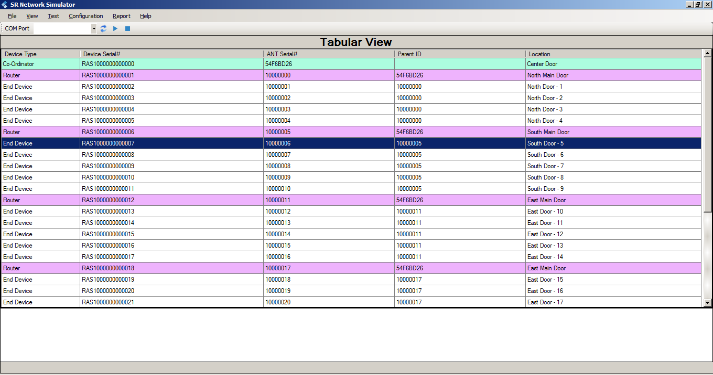 SR Network Simulator
File View Test Configuration Report Help
COM Port
Tabular View
Device Type Device Serial# ANT Serial# Parent ID Location
Co-Ordinator RAS1000000000000 54F6BD26 Center Door
Router RAS1000000000001 10000000 54F6BD26 North Main Door
End Device RAS1000000000002 10000001 10000000 North Door - 1
End Device RAS1000000000003 10000002 10000000 North Door - 2
End Device RAS1000000000004 10000003 10000000 North Door - 3
End Device RAS1000000000005 10000004 10000000 North Door - 4
Router RAS1000000000006 10000005 54F6BD26 South Main Door
End Device RAS1000000000007 10000006 10000005 South Door - 5
End Device RAS1000000000008 10000007 10000005 South Door - 6
End Device RAS1000000000009 10000008 10000005 South Door - 7
End Device RAS1000000000010 10000009 10000005 South Door - 8
End Device RAS1000000000011 10000010 10000005 South Door - 9
Router RAS1000000000012 10000011 54F6BD26 East Main Door
End Device RAS1000000000013 10000012 10000011 East Door - 10
End Device RAS1000000000014 10000013 10000011 East Door - 11
End Device RAS1000000000015 10000014 10000011 East Door - 12
End Device RAS1000000000016 10000015 10000011 East Door - 13
End Device RAS1000000000017 10000016 10000011 East Door - 14
Router RAS1000000000018 10000017 54F6BD26 East Main Door
End Device RAS1000000000019 10000018 10000017 East Door - 15
End Device RAS1000000000020 10000019 10000017 East Door - 16
End Device RAS1000000000021 10000020 10000017 East Door - 17